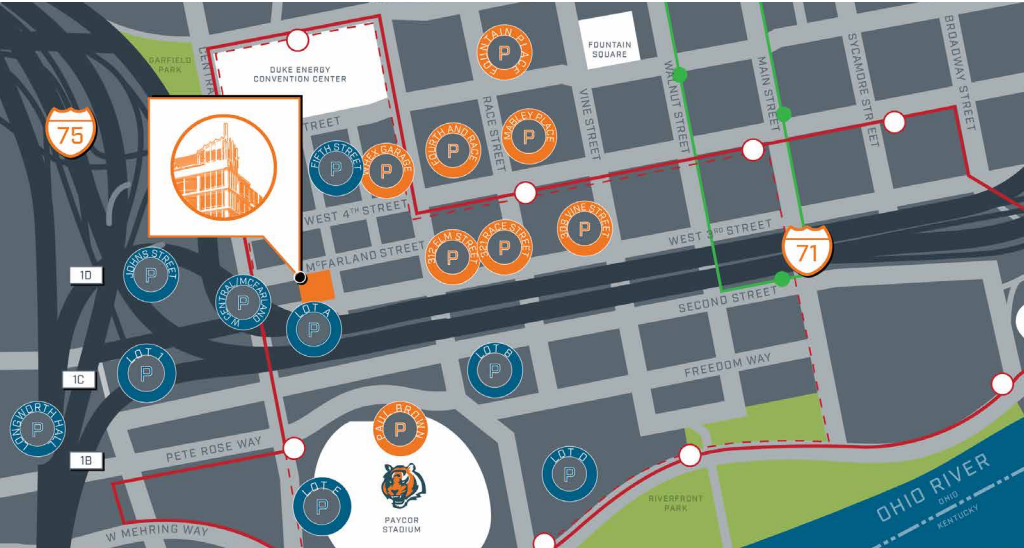 GARFIELD
PARK
CENTRA
DUKE ENERGY
CONVENTION CENTER
FOUNTAIN PLACE
P
FOUNTAIN
SQUARE
WALNUT STREET
MAIN STREET
SYCAMORE STREET
BROADWAY STREET
75
STREET
RACE STREET
VINE STREET
FIFTH STREET
P
WHEX GARAGE
P
FOURTH AND RACE
P
AMBLEY PLACE
P
WEST 4TH STREET
McFARLAND STREET
312 ELM STREET
P
221 RACE STREET
P
308 VINE STREET
P
WEST 3RD STREET
71
1D
JOHNS STREET
P
W CENTRAL/MCFARLAND
P
LOT A
P
SECOND STREET
1C
LOT 1
P
LOT B
P
FREEDOM WAY
LONGWORTH HALL
P
1B
PETE ROSE WAY
PAUL BROWN
P
PAYCOR
STADIUM
LOT E
P
LOT D
P
W MEHRING WAY
RIVERFRONT
PARK
OHIO RIVER
OHIO
KENTUCKY